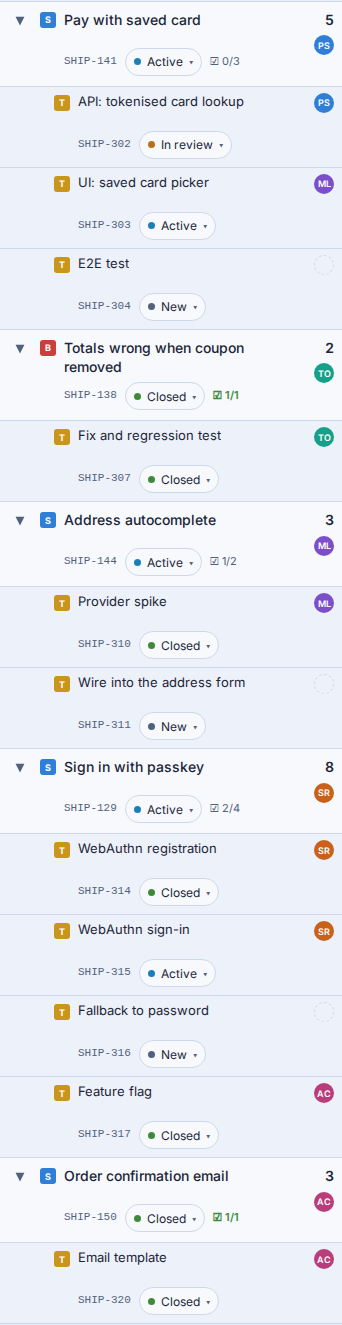 ▼ S Pay with saved card 5
PS
SHIP-141 Active ▾ ☑ 0/3
T API: tokenised card lookup PS
SHIP-302 In review ▾
T UI: saved card picker ML
SHIP-303 Active ▾
T E2E test
SHIP-304 New ▾
▼ B Totals wrong when coupon 2
removed TO
SHIP-138 Closed ▾ ☑ 1/1
T Fix and regression test TO
SHIP-307 Closed ▾
▼ S Address autocomplete 3
ML
SHIP-144 Active ▾ ☑ 1/2
T Provider spike ML
SHIP-310 Closed ▾
T Wire into the address form
SHIP-311 New ▾
▼ S Sign in with passkey 8
SR
SHIP-129 Active ▾ ☑ 2/4
T WebAuthn registration SR
SHIP-314 Closed ▾
T WebAuthn sign-in SR
SHIP-315 Active ▾
T Fallback to password
SHIP-316 New ▾
T Feature flag AC
SHIP-317 Closed ▾
▼ S Order confirmation email 3
AC
SHIP-150 Closed ▾ ☑ 1/1
T Email template AC
SHIP-320 Closed ▾